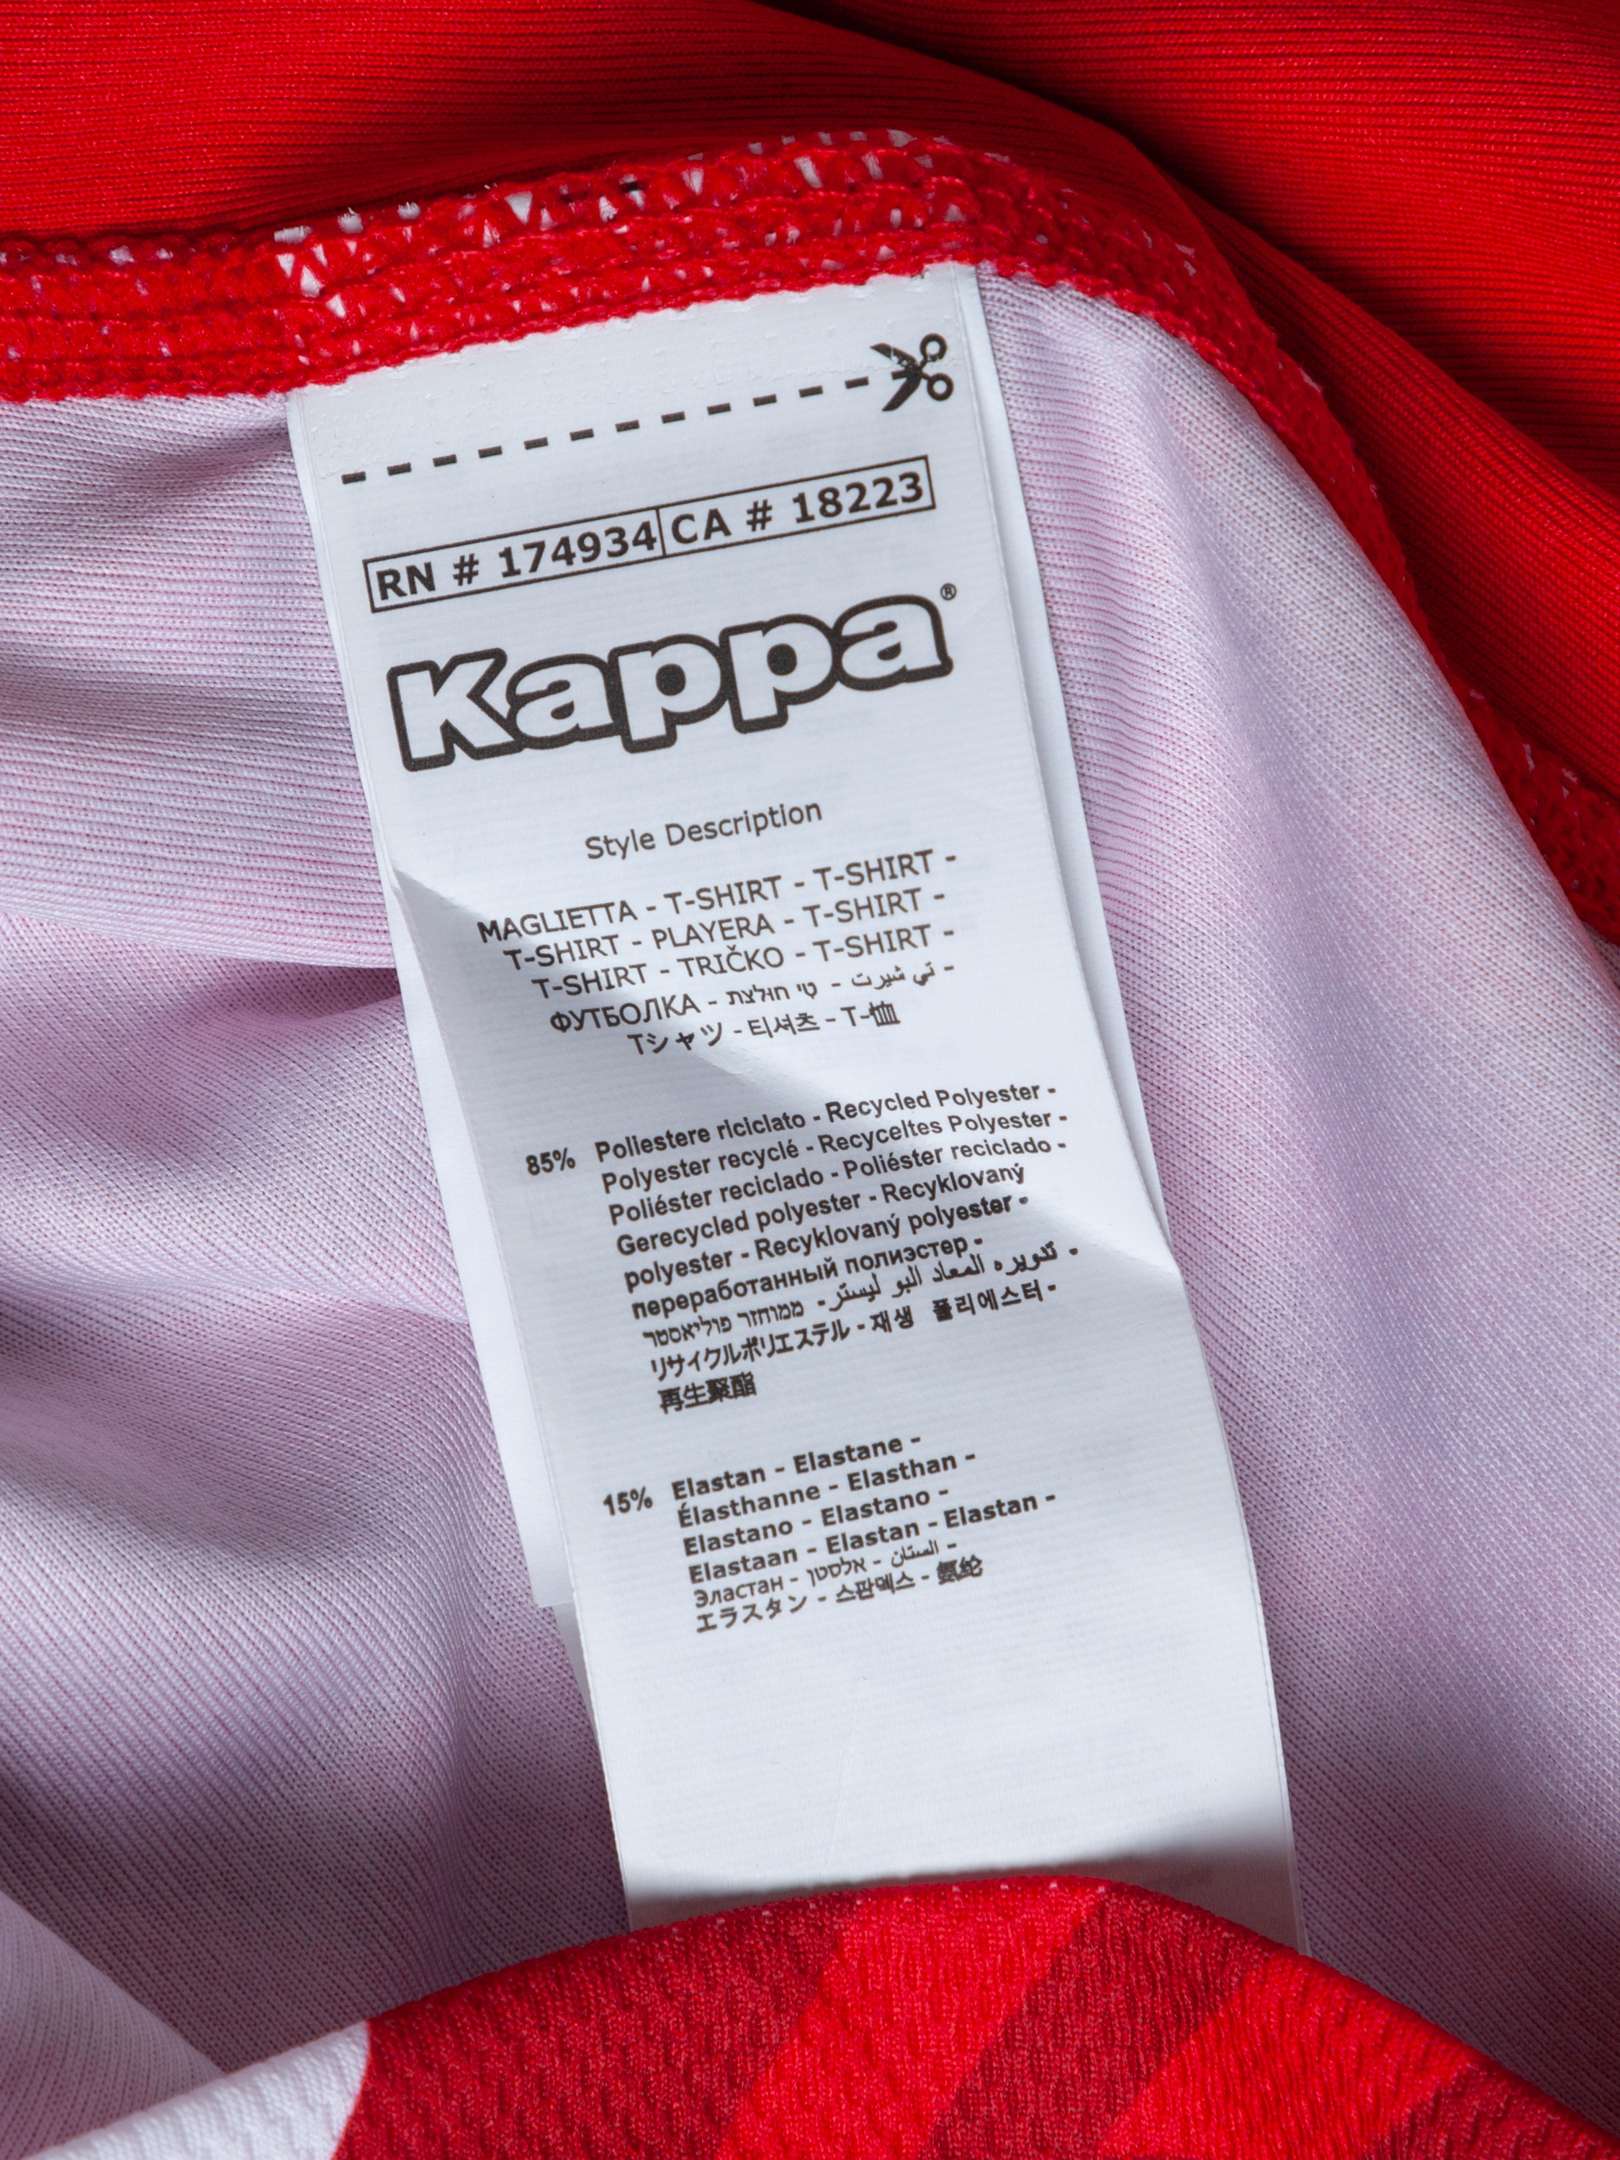 RN # 174934 CA # 18223
Kappa®
Style Description
MAGLIETTA - T-SHIRT - T-SHIRT -
T-SHIRT - PLAYERA - T-SHIRT -
T-SHIRT - TRIČKO - T-SHIRT -
ФУТБОЛКА - טי חולצת - تي شيرت -
Tシャツ - 티셔츠 - T-恤
85% Poliestere riciclato - Recycled Polyester -
Polyester recyclé - Recyceltes Polyester -
Poliéster reciclado - Poliéster reciclado -
Gerecycled polyester - Recyklovaný
polyester - Recyklovaný polyester -
переработанный полиэстер -
ממוחזר פוליאסטר - تدويره المعاد البو ليستر -
リサイクルポリエステル - 재생 폴리에스터 -
再生聚酯
15% Elastan - Elastane -
Élasthanne - Elasthan -
Elastano - Elastano -
Elastaan - Elastan - Elastan -
Эластан - אלסטן - الستان -
エラスタン - 스판덱스 - 氨纶